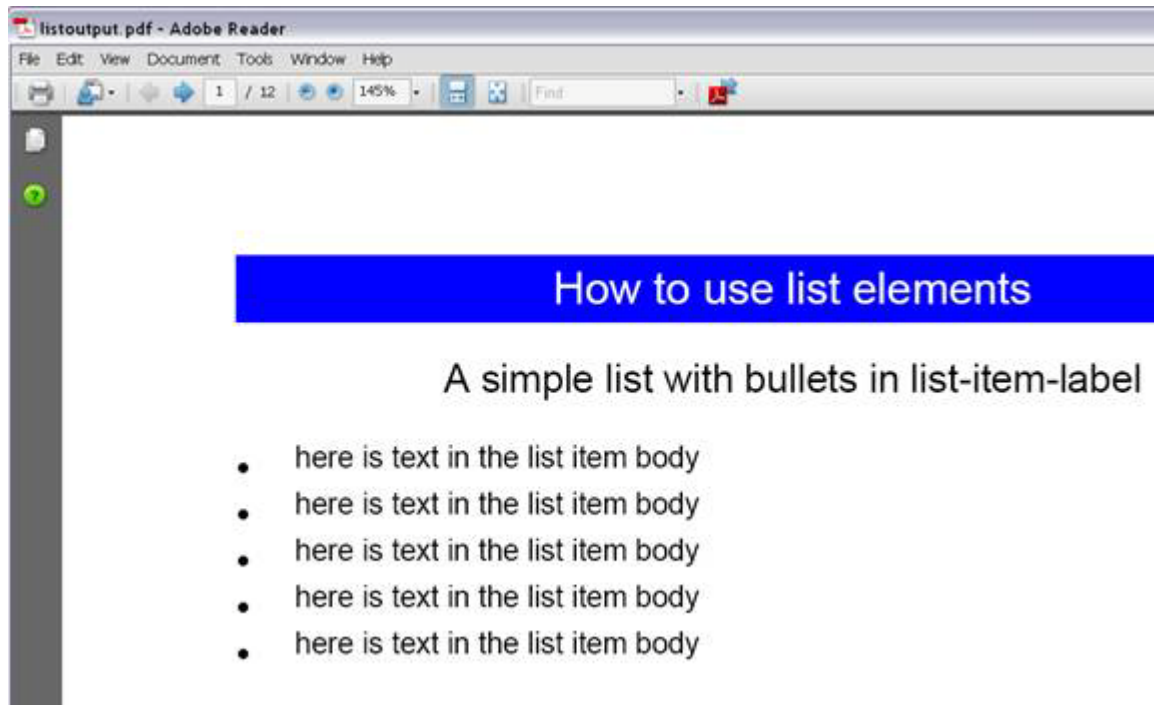 listoutput.pdf - Adobe Reader
File Edit View Document Tools Window Help
1 / 12 145% Find
How to use list elements
A simple list with bullets in list-item-label
• here is text in the list item body
• here is text in the list item body
• here is text in the list item body
• here is text in the list item body
• here is text in the list item body